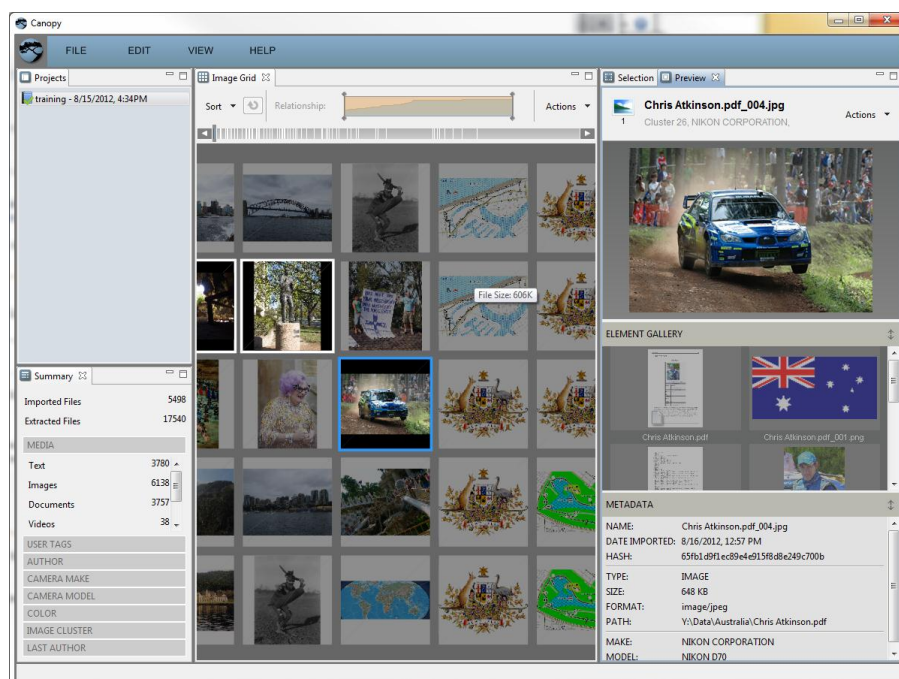 Canopy
FILE EDIT VIEW HELP
Projects
training - 8/15/2012, 4:34PM
Image Grid
Sort Relationship: Actions
File Size: 606K
Selection Preview
Chris Atkinson.pdf_004.jpg
1 Cluster 26, NIKON CORPORATION,
Actions
ELEMENT GALLERY
Chris Atkinson.pdf Chris Atkinson.pdf_001.png
Summary
Imported Files 5498
Extracted Files 17540
MEDIA
Text 3780
Images 6138
Documents 3757
Videos 38
USER TAGS
AUTHOR
CAMERA MAKE
CAMERA MODEL
COLOR
IMAGE CLUSTER
LAST AUTHOR
METADATA
NAME: Chris Atkinson.pdf_004.jpg
DATE IMPORTED: 8/16/2012, 12:57 PM
HASH: 65fb1d9f1ec89e4e915f8d8e249c700b
TYPE: IMAGE
SIZE: 648 KB
FORMAT: image/jpeg
PATH: Y:\Data\Australia\Chris Atkinson.pdf
MAKE: NIKON CORPORATION
MODEL: NIKON D70